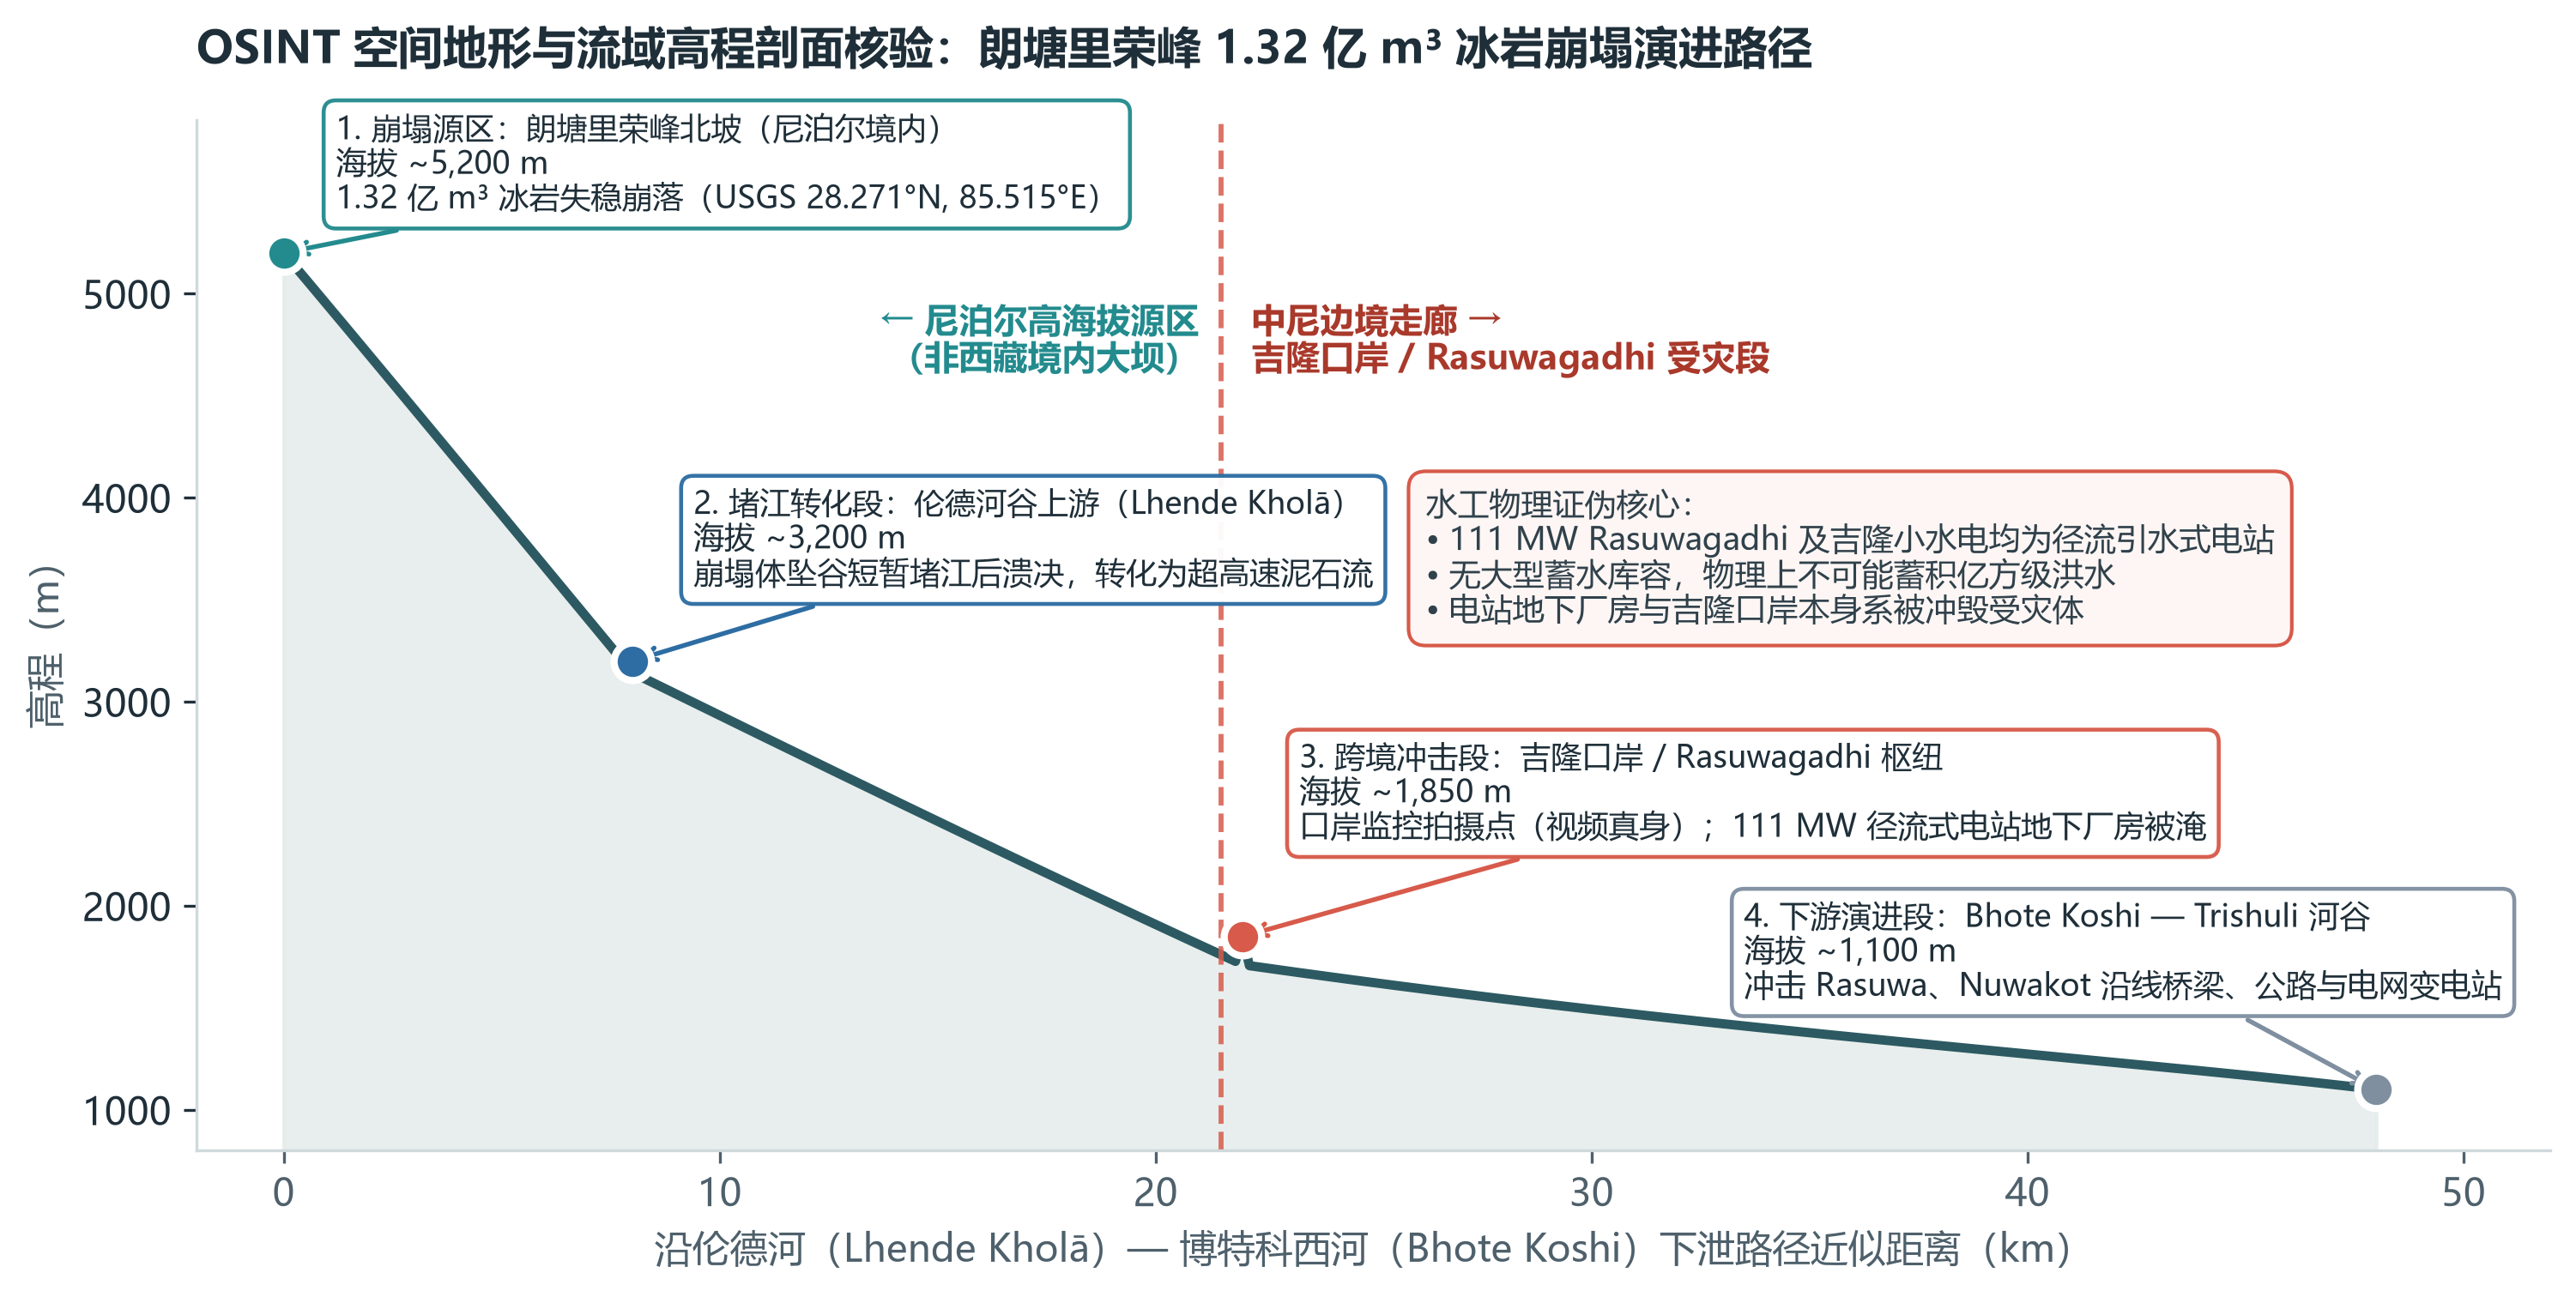 OSINT 空间地形与流域高程剖面核验：朗塘里荣峰 1.32 亿 m³ 冰岩崩塌演进路径
1. 崩塌源区：朗塘里荣峰北坡（尼泊尔境内）
海拔 ~5,200 m
1.32 亿 m³ 冰岩失稳崩落（USGS 28.271°N, 85.515°E）
← 尼泊尔高海拔源区
（非西藏境内大坝）
中尼边境走廊 →
吉隆口岸 / Rasuwagadhi 受灾段
2. 堵江转化段：伦德河谷上游（Lhende Kholā）
海拔 ~3,200 m
崩塌体坠谷短暂堵江后溃决，转化为超高速泥石流
水工物理证伪核心：
• 111 MW Rasuwagadhi 及吉隆小水电均为径流引水式电站
• 无大型蓄水库容，物理上不可能蓄积亿方级洪水
• 电站地下厂房与吉隆口岸本身系被冲毁受灾体
3. 跨境冲击段：吉隆口岸 / Rasuwagadhi 枢纽
海拔 ~1,850 m
口岸监控拍摄点（视频真身）；111 MW 径流式电站地下厂房被淹
4. 下游演进段：Bhote Koshi — Trishuli 河谷
海拔 ~1,100 m
冲击 Rasuwa、Nuwakot 沿线桥梁、公路与电网变电站
高程（m）
5000
4000
3000
2000
1000
0
10
20
30
40
50
沿伦德河（Lhende Kholā）— 博特科西河（Bhote Koshi）下泄路径近似距离（km）